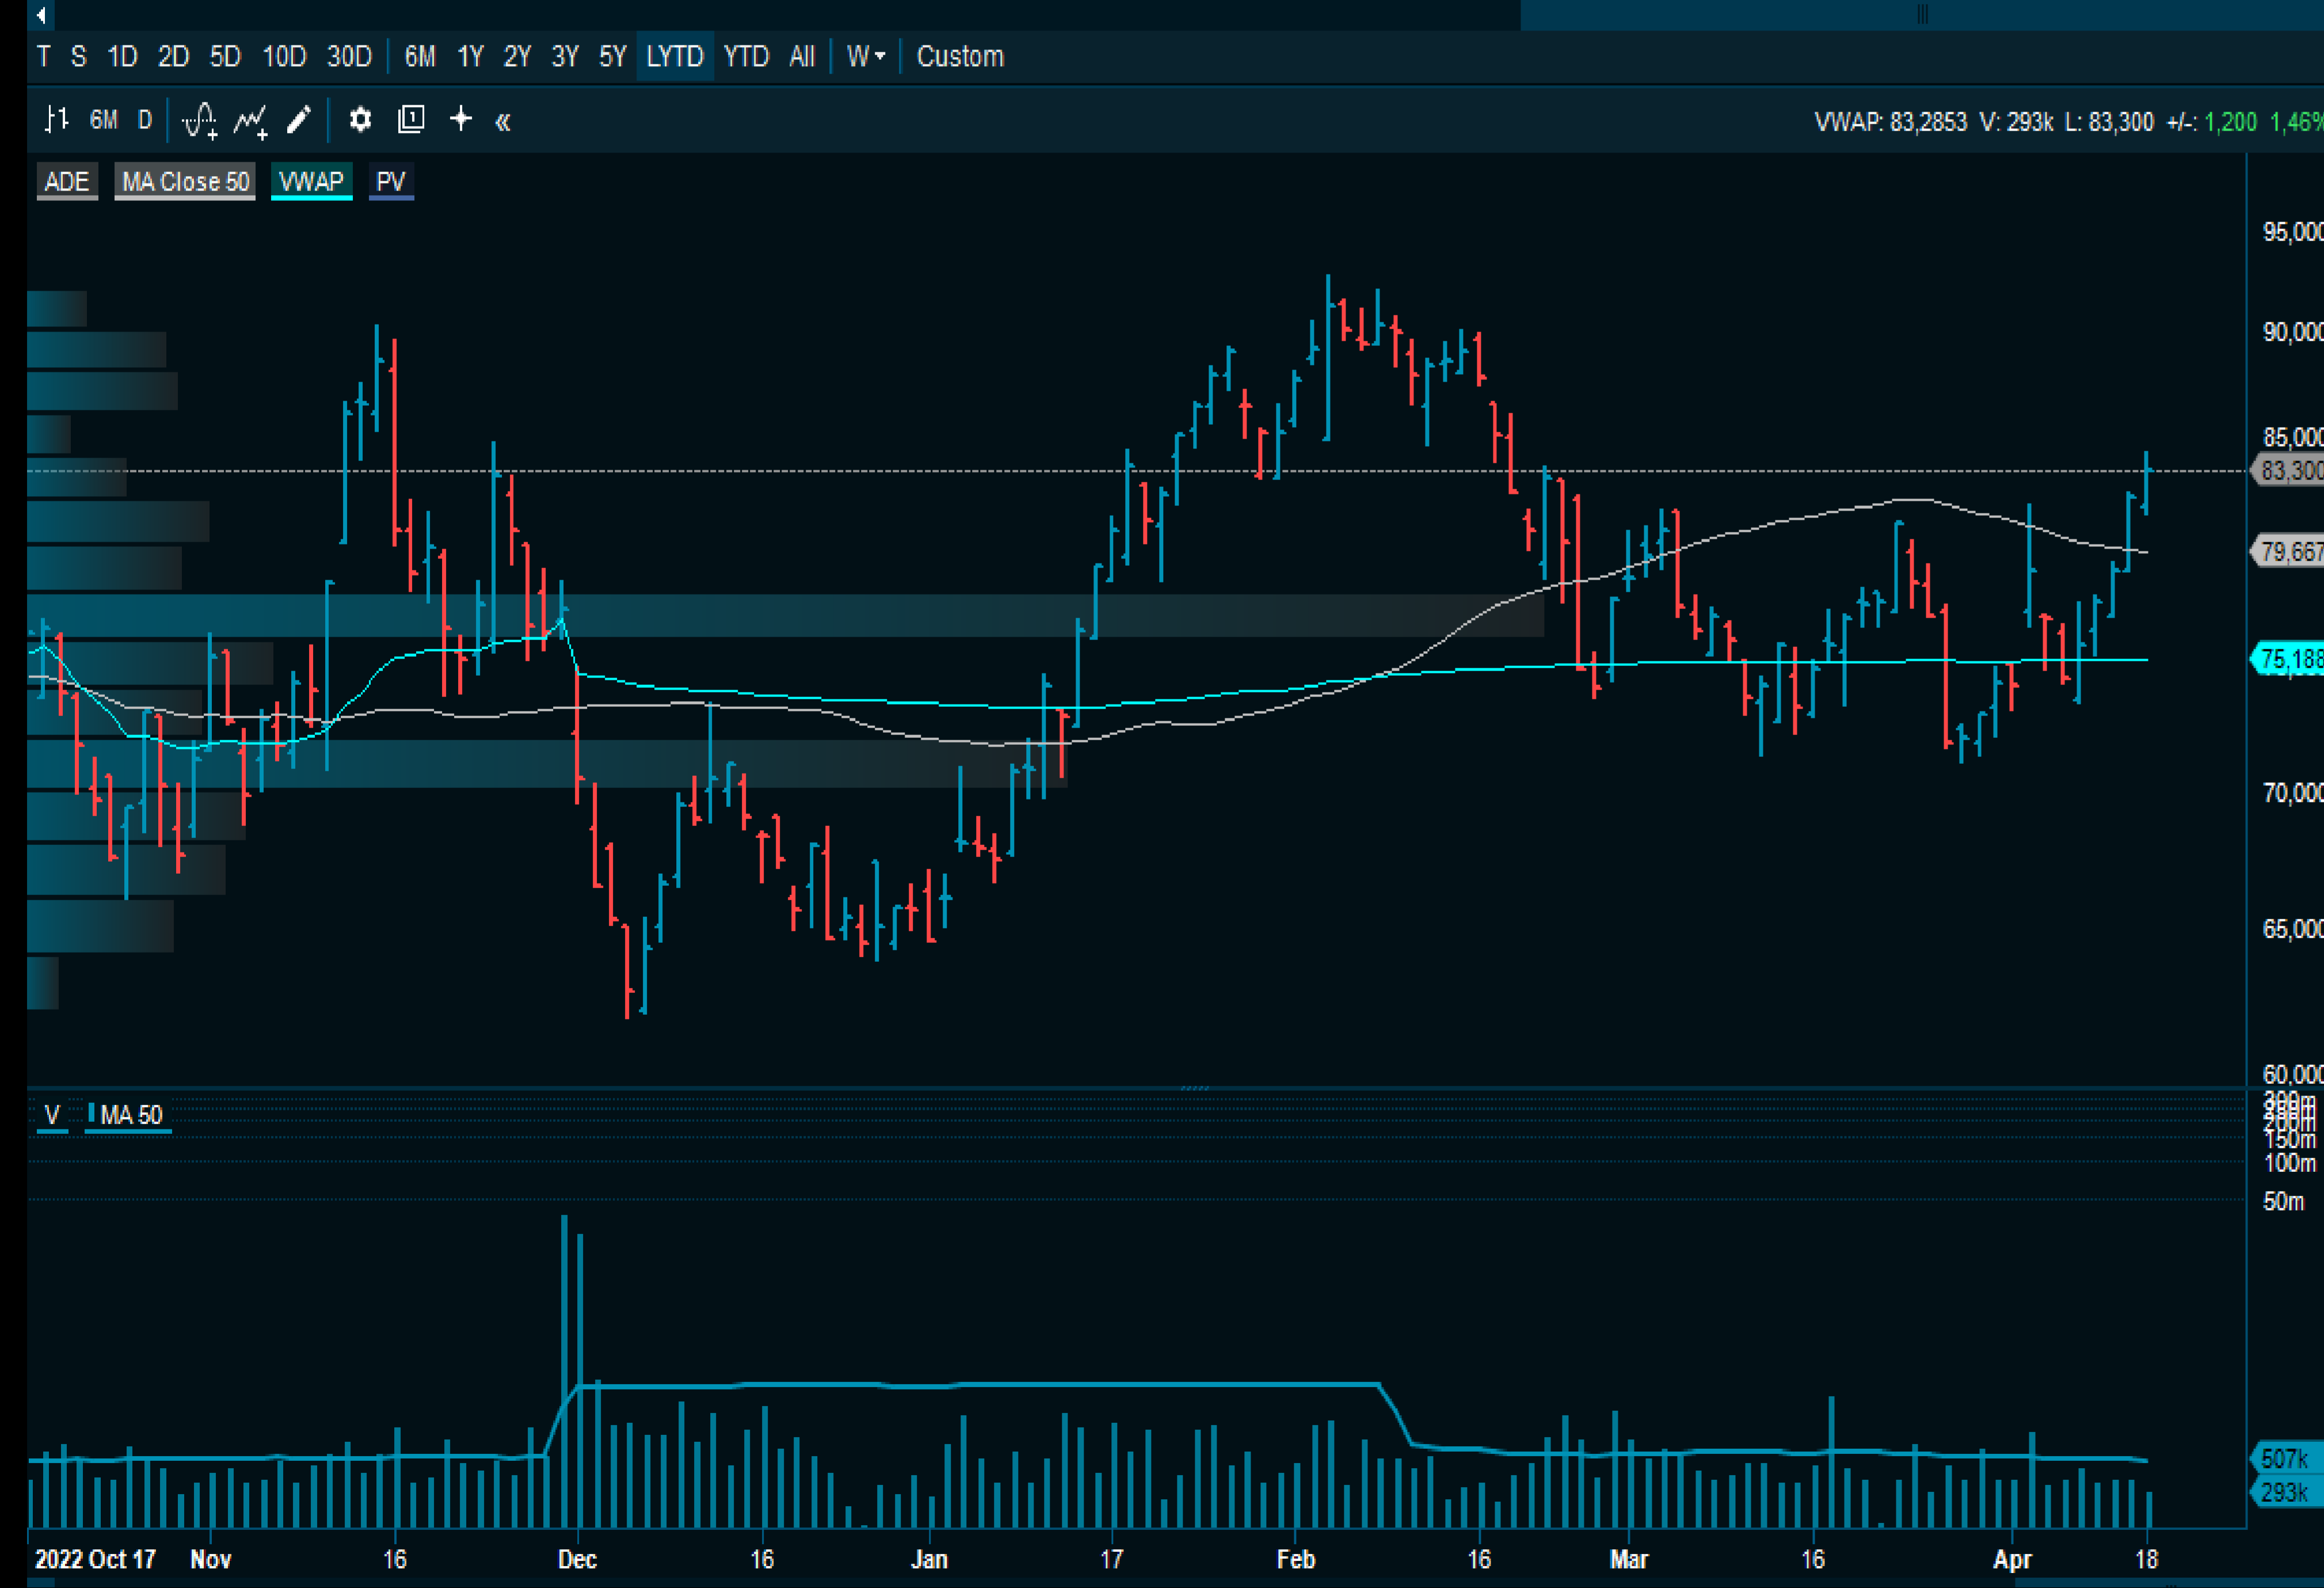 T S 1D 2D 5D 10D 30D 6M 1Y 2Y 3Y 5Y LYTD YTD All W Custom
6M D 1 VWAP: 83,2853 V: 293k L: 83,300 +/-: 1,200 1,46%
ADE MA Close 50 VWAP PV
95,000
90,000
85,000
83,300
79,667
75,188
70,000
65,000
60,000
V MA 50
300m
200m
150m
100m
50m
507k
293k
2022 Oct 17 Nov 16 Dec 16 Jan 17 Feb 16 Mar 16 Apr 18